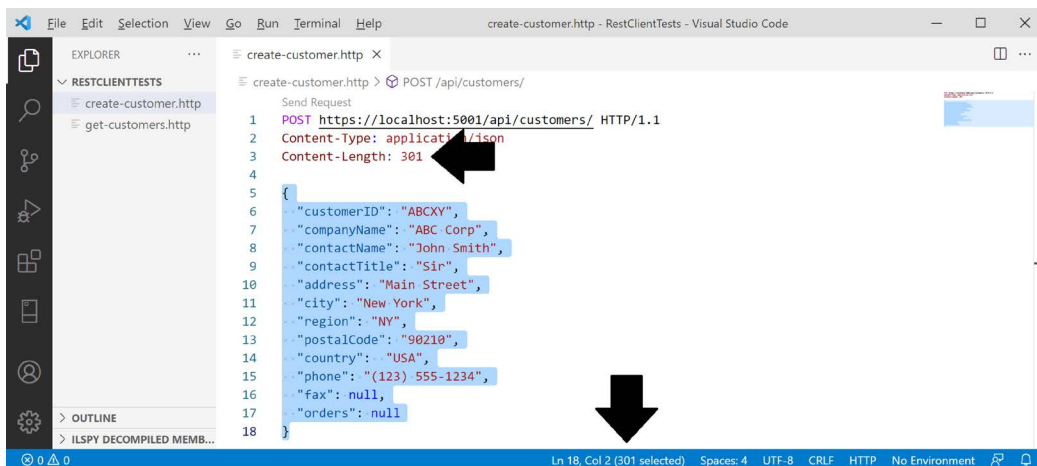 File Edit Selection View Go Run Terminal Help create-customer.http - RestClientTests - Visual Studio Code
EXPLORER ... create-customer.http
RESTCLIENTTESTS
create-customer.http
get-customers.http
OUTLINE
ILSPY DECOMPILED MEMB...
create-customer.http > POST /api/customers/
Send Request
1 POST https://localhost:5001/api/customers/ HTTP/1.1
2 Content-Type: application/json
3 Content-Length: 301
4
5 {
6 "customerID": "ABCXY",
7 "companyName": "ABC Corp",
8 "contactName": "John Smith",
9 "contactTitle": "Sir",
10 "address": "Main Street",
11 "city": "New York",
12 "region": "NY",
13 "postalCode": "90210",
14 "country": "USA",
15 "phone": "(123) 555-1234",
16 "fax": null,
17 "orders": null
18 }
0 0 Ln 18, Col 2 (301 selected) Spaces: 4 UTF-8 CRLF HTTP No Environment